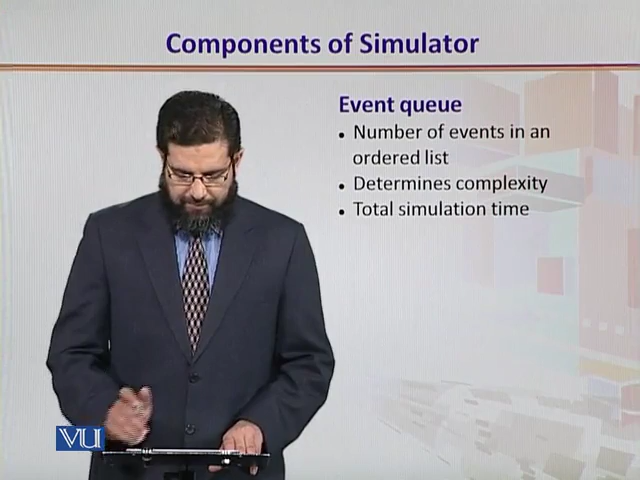 Components of Simulator
Event queue
• Number of events in an
ordered list
• Determines complexity
• Total simulation time
VU